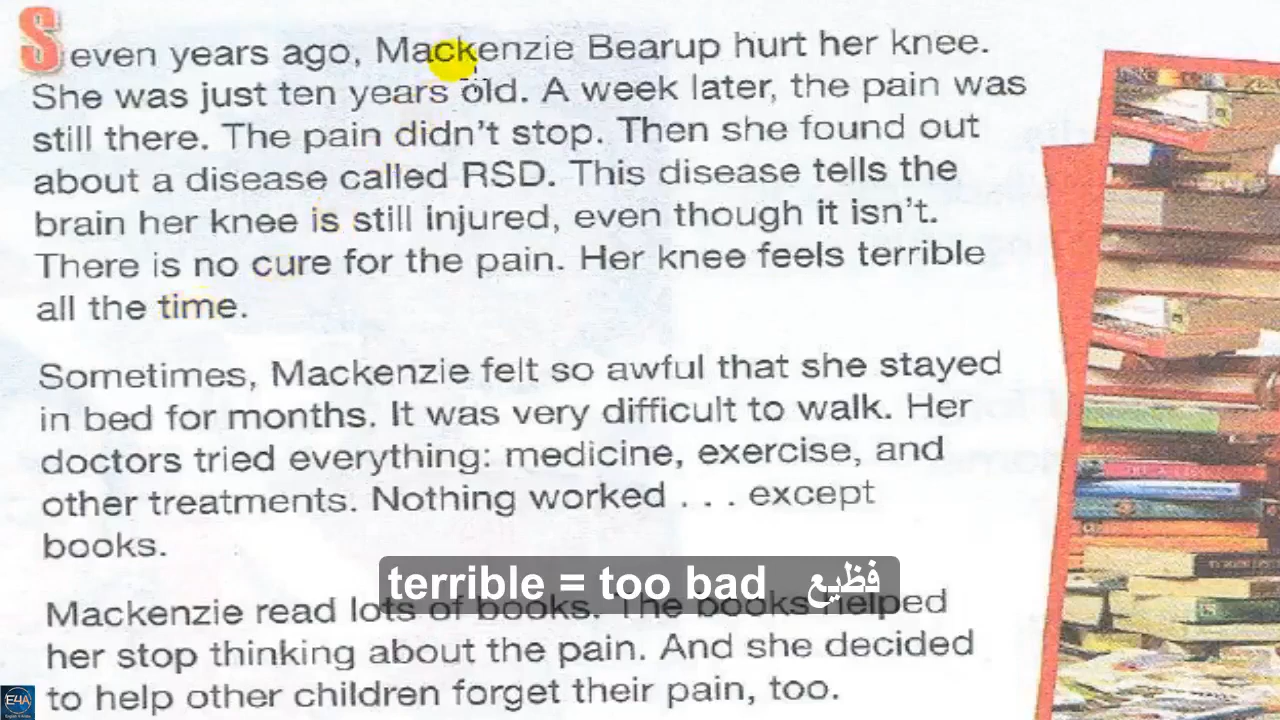 Seven years ago, Mackenzie Bearup hurt her knee.
She was just ten years old. A week later, the pain was
still there. The pain didn't stop. Then she found out
about a disease called RSD. This disease tells the
brain her knee is still injured, even though it isn't.
There is no cure for the pain. Her knee feels terrible
all the time.
Sometimes, Mackenzie felt so awful that she stayed
in bed for months. It was very difficult to walk. Her
doctors tried everything: medicine, exercise, and
other treatments. Nothing worked . . . except
books.
terrible = too bad فظيع
Mackenzie read lots of books. The books helped
her stop thinking about the pain. And she decided
to help other children forget their pain, too.
E4A